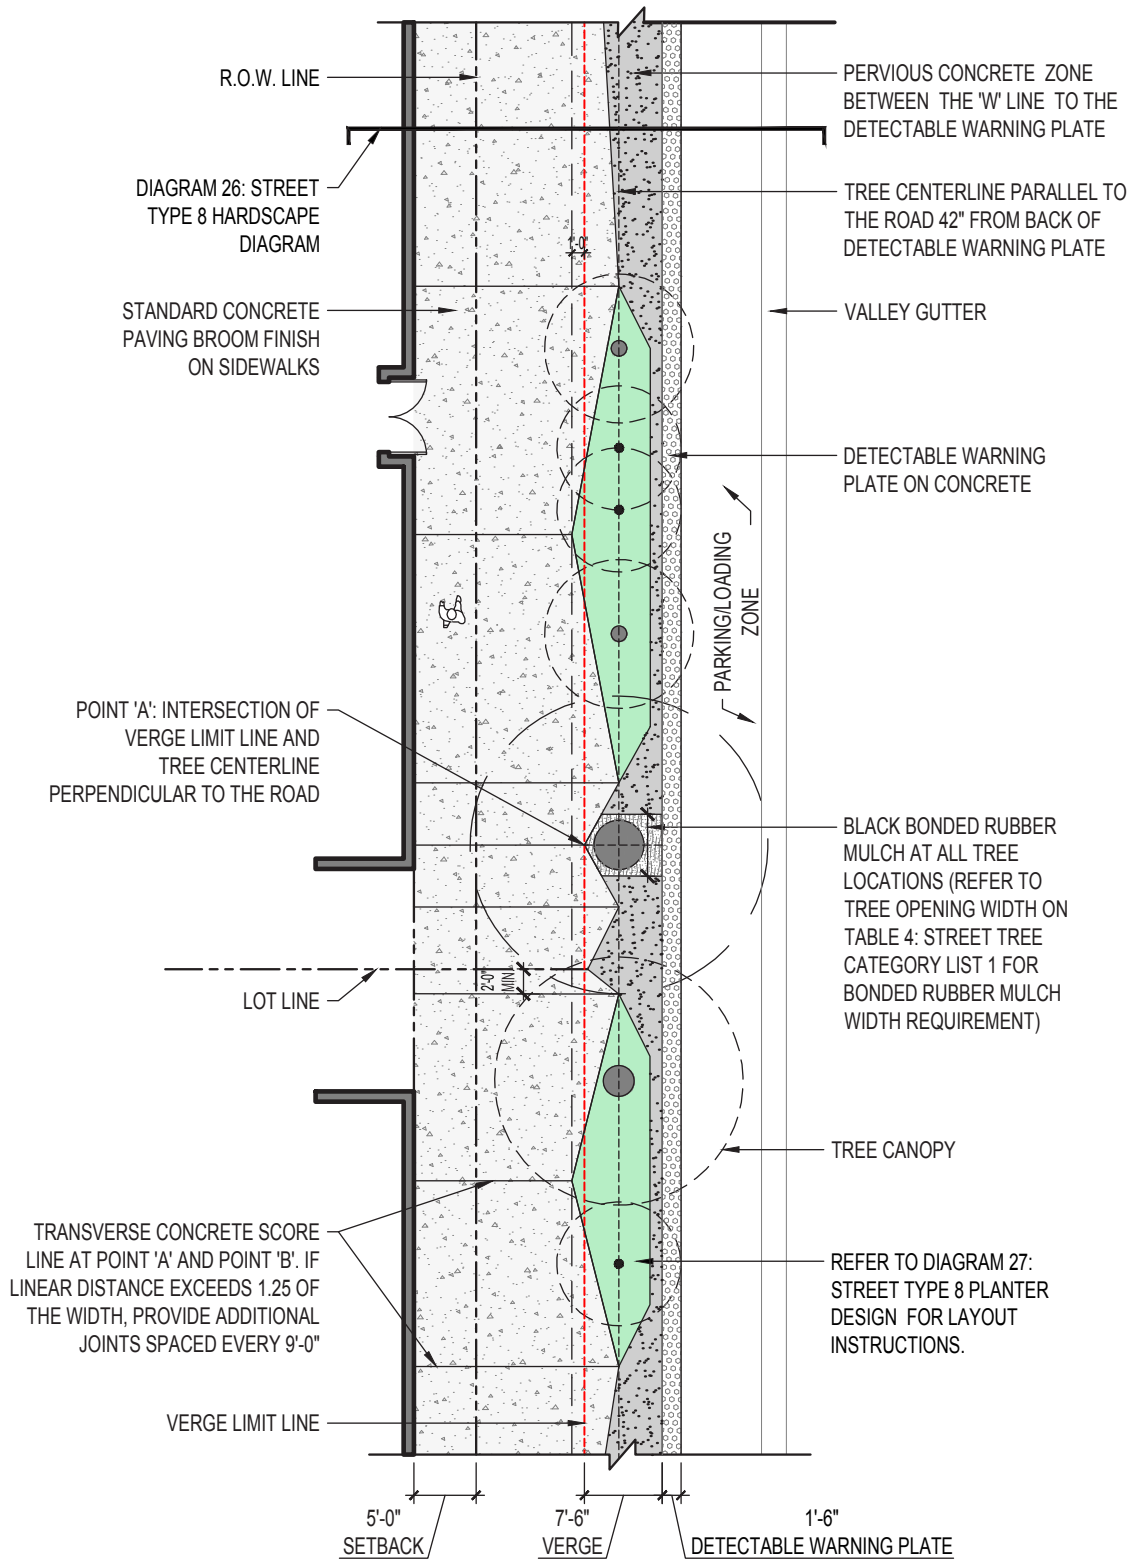 R.O.W. LINE
PERVIOUS CONCRETE ZONE
BETWEEN THE 'W' LINE TO THE
DETECTABLE WARNING PLATE
DIAGRAM 26: STREET
TYPE 8 HARDSCAPE
DIAGRAM
TREE CENTERLINE PARALLEL TO
THE ROAD 42" FROM BACK OF
DETECTABLE WARNING PLATE
STANDARD CONCRETE
PAVING BROOM FINISH
ON SIDEWALKS
VALLEY GUTTER
DETECTABLE WARNING
PLATE ON CONCRETE
PARKING/LOADING
ZONE
POINT 'A': INTERSECTION OF
VERGE LIMIT LINE AND
TREE CENTERLINE
PERPENDICULAR TO THE ROAD
BLACK BONDED RUBBER
MULCH AT ALL TREE
LOCATIONS (REFER TO
TREE OPENING WIDTH ON
TABLE 4: STREET TREE
CATEGORY LIST 1 FOR
BONDED RUBBER MULCH
WIDTH REQUIREMENT)
2'-0"
MIN.
LOT LINE
TREE CANOPY
TRANSVERSE CONCRETE SCORE
LINE AT POINT 'A' AND POINT 'B'. IF
LINEAR DISTANCE EXCEEDS 1.25 OF
THE WIDTH, PROVIDE ADDITIONAL
JOINTS SPACED EVERY 9'-0"
REFER TO DIAGRAM 27:
STREET TYPE 8 PLANTER
DESIGN FOR LAYOUT
INSTRUCTIONS.
VERGE LIMIT LINE
5'-0"
SETBACK
7'-6"
VERGE
1'-6"
DETECTABLE WARNING PLATE